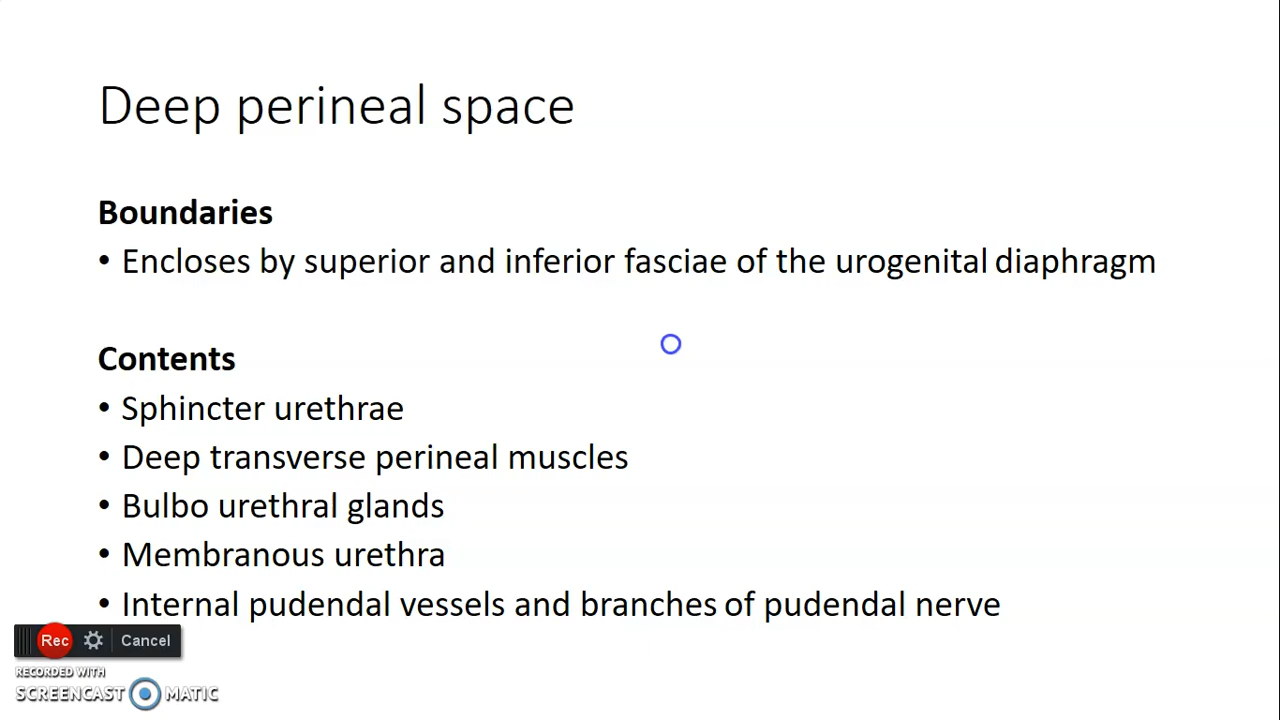 Deep perineal space
Boundaries
• Encloses by superior and inferior fasciae of the urogenital diaphragm
Contents
• Sphincter urethrae
• Deep transverse perineal muscles
• Bulbo urethral glands
• Membranous urethra
• Internal pudendal vessels and branches of pudendal nerve
Rec Cancel
RECORDED WITH
SCREENCAST MATIC